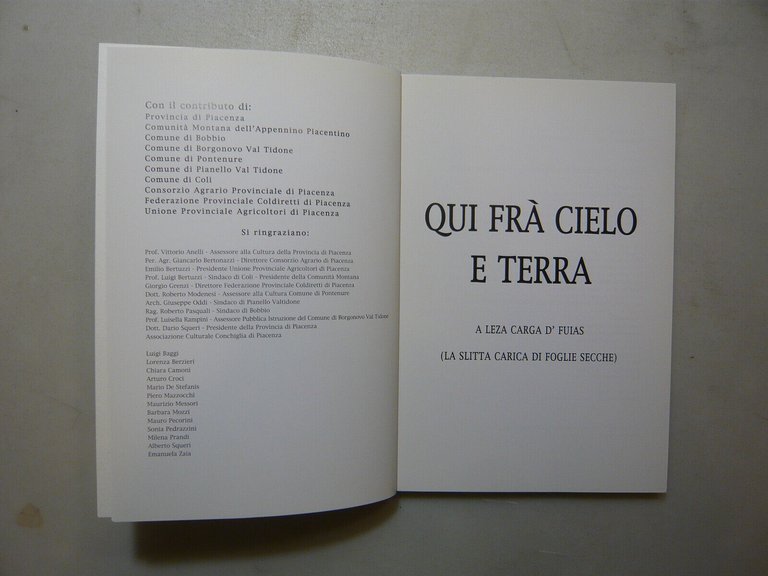 Con il contributo di:
Provincia di Piacenza
Comunità Montana dell'Appennino Piacentino
Comune di Bobbio
Comune di Borgonovo Val Tidone
Comune di Pontenure
Comune di Pianello Val Tidone
Comune di Coli
Consorzio Agrario Provinciale di Piacenza
Federazione Provinciale Coldiretti di Piacenza
Unione Provinciale Agricoltori di Piacenza
Si ringraziano:
Prof. Vittorio Anelli - Assessore alla Cultura della Provincia di Piacenza
Per. Agr. Giancarlo Bertonazzi - Direttore Consorzio Agrario di Piacenza
Emilio Bertuzzi - Presidente Unione Provinciale Agricoltori di Piacenza
Prof. Luigi Bertuzzi - Sindaco di Coli - Presidente della Comunità Montana
Giorgio Grenzi - Direttore Federazione Provinciale Coldiretti di Piacenza
Dott. Roberto Modenesi - Assessore alla Cultura Comune di Pontenure
Arch. Giuseppe Oddi - Sindaco di Pianello Valtidone
Rag. Roberto Pasquali - Sindaco di Bobbio
Prof. Luisella Rampini - Assessore Pubblica Istruzione del Comune di Borgonovo Val Tidone
Dott. Dario Squeri - Presidente della Provincia di Piacenza
Associazione Culturale Conchiglia di Piacenza
Luigi Baggi
Lorenza Berzieri
Chiara Camoni
Arturo Croci
Mario De Stefanis
Piero Mazzocchi
Maurizio Messori
Barbara Mozzi
Mauro Pecorini
Sonia Pedrazzini
Milena Prandi
Alberto Squeri
Emanuela Zaia
QUI FRÀ CIELO
E TERRA
A LEZA CARGA D' FUIAS
(LA SLITTA CARICA DI FOGLIE SECCHE)